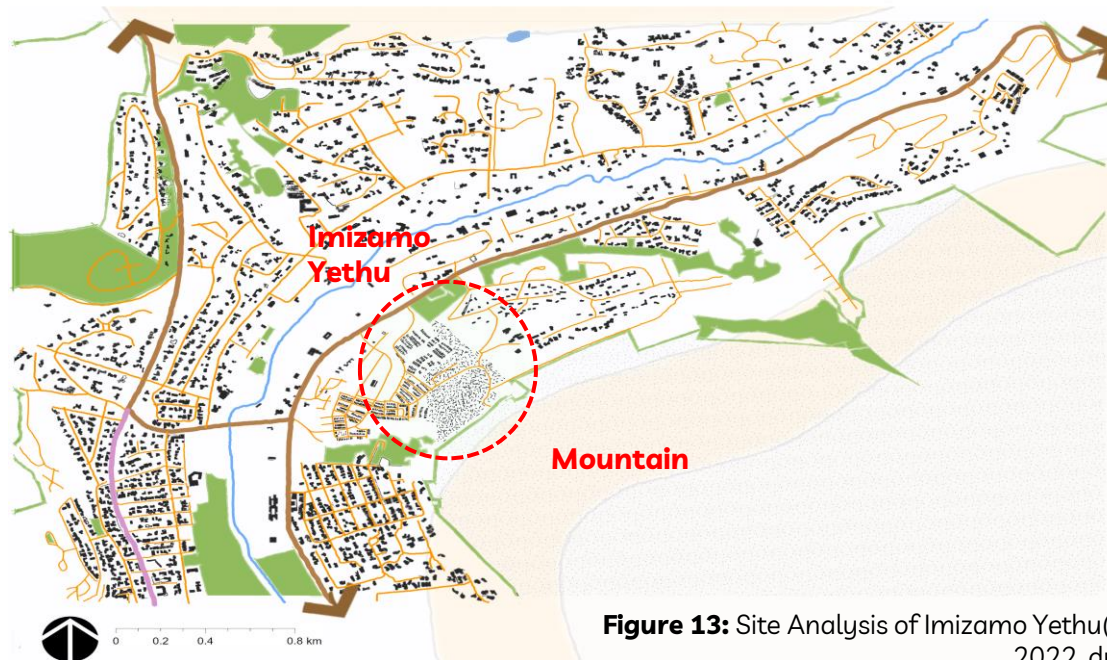 Imizamo
Yethu
Mountain
0 0.2 0.4 0.8 km
Figure 13: Site Analysis of Imizamo Yethu(
2022